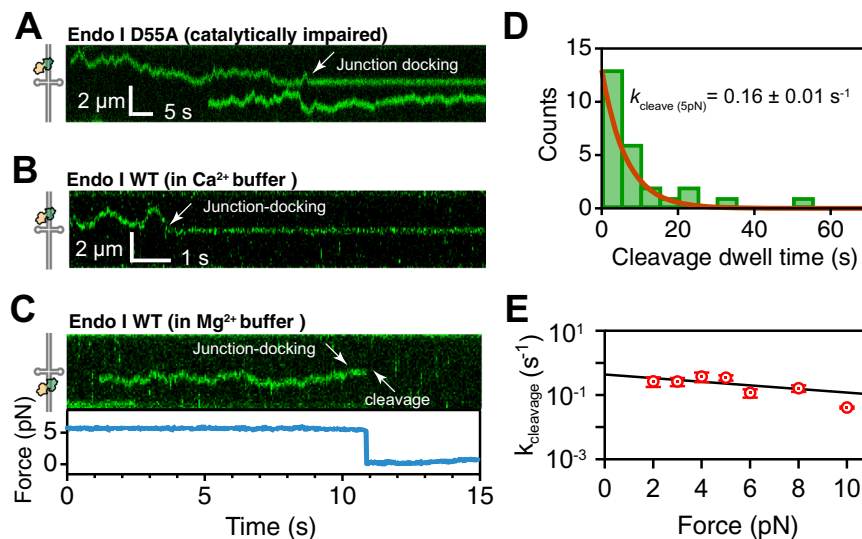 A
Endo I D55A (catalytically impaired)
Junction docking
2 µm
5 s
B
Endo I WT (in Ca²⁺ buffer )
Junction-docking
2 µm
1 s
C
Endo I WT (in Mg²⁺ buffer )
Junction-docking
cleavage
Force (pN)
5
0
0 5 10 15
Time (s)
D
15
10
5
0
Counts
k cleave (5pN) = 0.16 ± 0.01 s⁻¹
0 20 40 60
Cleavage dwell time (s)
E
10¹
10⁻¹
10⁻³
k cleavage (s⁻¹)
0 2 4 6 8 10
Force (pN)